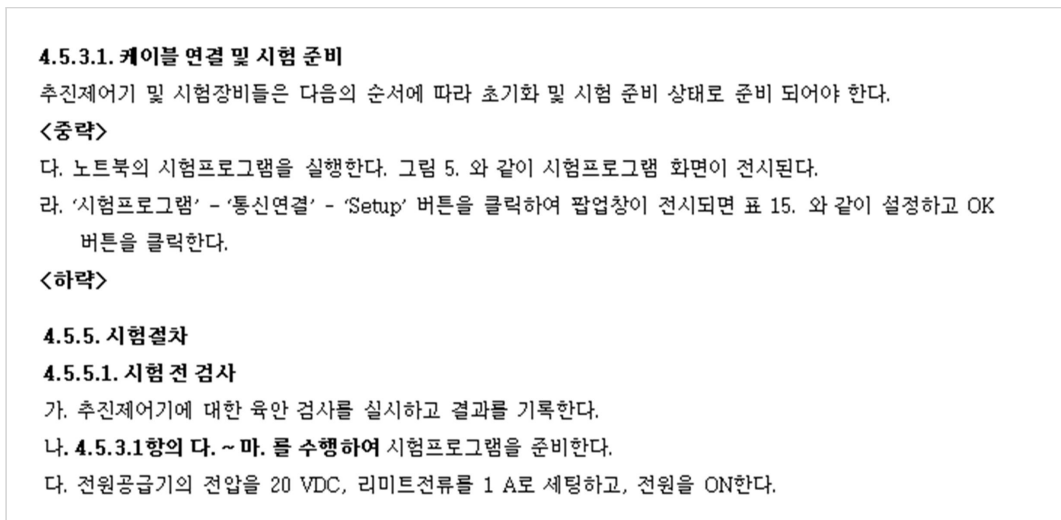 4.5.3.1. 케이블 연결 및 시험 준비
추진제어기 및 시험장비들은 다음의 순서에 따라 초기화 및 시험 준비 상태로 준비 되어야 한다.
<중략>
다. 노트북의 시험프로그램을 실행한다. 그림 5. 와 같이 시험프로그램 화면이 전시된다.
라. ‘시험프로그램’ – ‘통신연결’ – ‘Setup’ 버튼을 클릭하여 팝업창이 전시되면 표 15. 와 같이 설정하고 OK
버튼을 클릭한다.
<하략>
4.5.5. 시험절차
4.5.5.1. 시험 전 검사
가. 추진제어기에 대한 육안 검사를 실시하고 결과를 기록한다.
나. 4.5.3.1항의 다. ~ 마. 를 수행하여 시험프로그램을 준비한다.
다. 전원공급기의 전압을 20 VDC, 리미트전류를 1 A로 세팅하고, 전원을 ON한다.